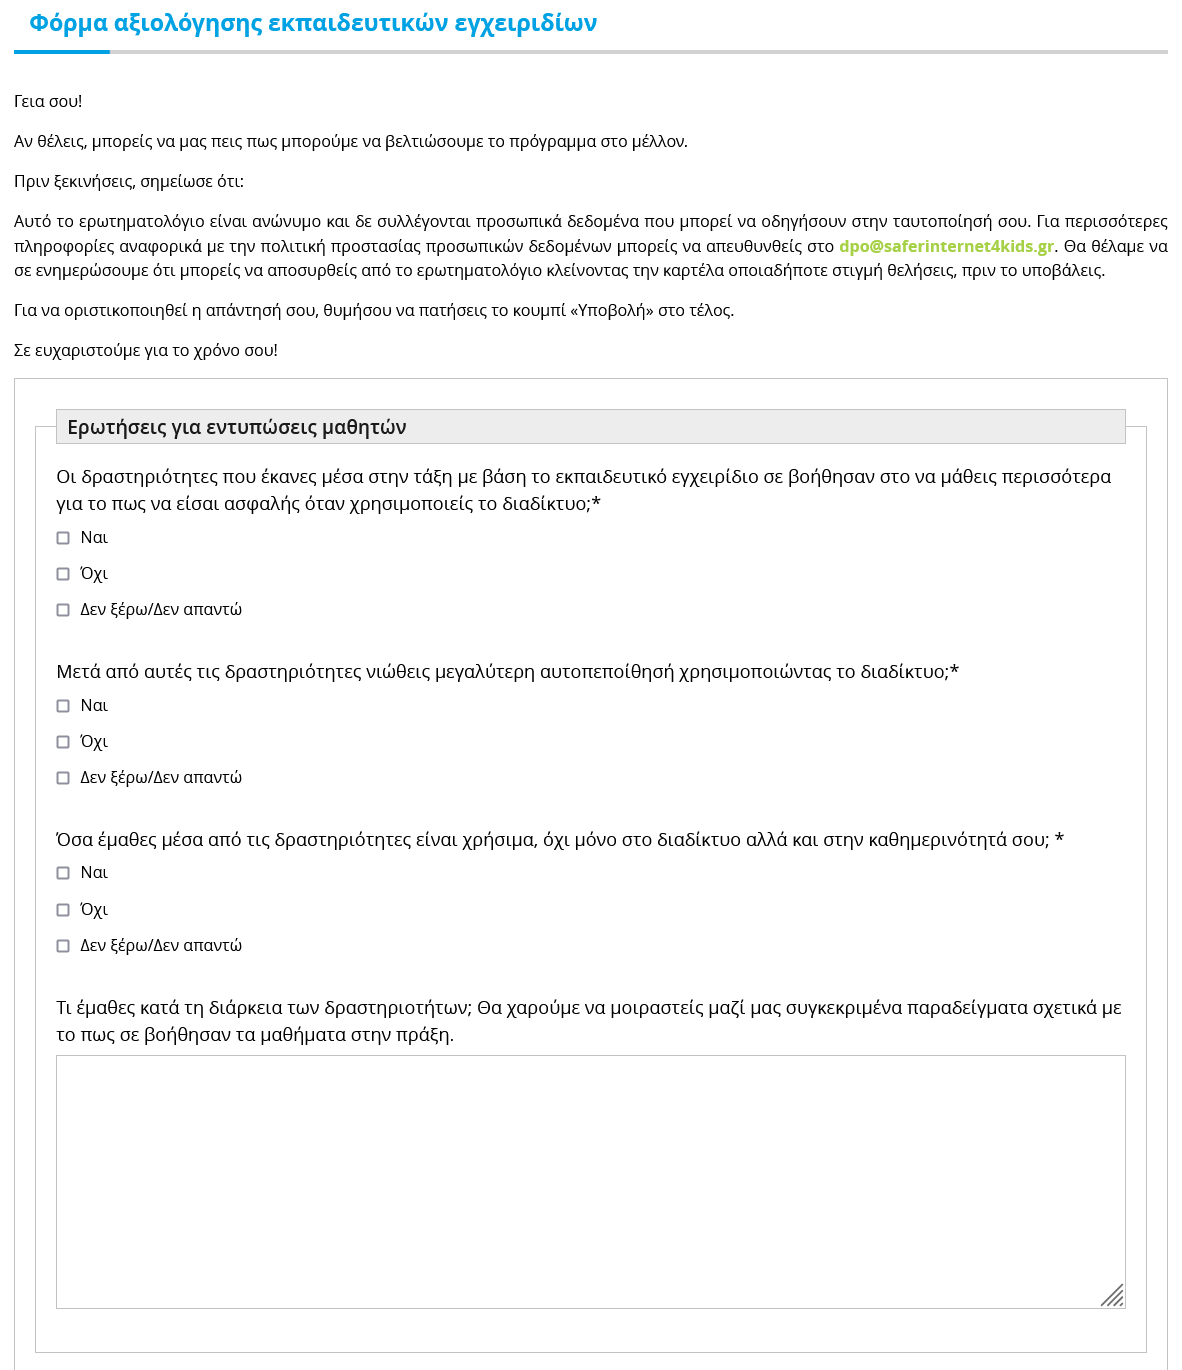 Φόρμα αξιολόγησης εκπαιδευτικών εγχειριδίων
Γεια σου!
Αν θέλεις, μπορείς να μας πεις πως μπορούμε να βελτιώσουμε το πρόγραμμα στο μέλλον.
Πριν ξεκινήσεις, σημείωσε ότι:
Αυτό το ερωτηματολόγιο είναι ανώνυμο και δε συλλέγονται προσωπικά δεδομένα που μπορεί να οδηγήσουν στην ταυτοποίησή σου. Για περισσότερες
πληροφορίες αναφορικά με την πολιτική προστασίας προσωπικών δεδομένων μπορείς να απευθυνθείς στο dpo@saferinternet4kids.gr. Θα θέλαμε να
σε ενημερώσουμε ότι μπορείς να αποσυρθείς από το ερωτηματολόγιο κλείνοντας την καρτέλα οποιαδήποτε στιγμή θελήσεις, πριν το υποβάλεις.
Για να οριστικοποιηθεί η απάντησή σου, θυμήσου να πατήσεις το κουμπί «Υποβολή» στο τέλος.
Σε ευχαριστούμε για το χρόνο σου!
Ερωτήσεις για εντυπώσεις μαθητών
Οι δραστηριότητες που έκανες μέσα στην τάξη με βάση το εκπαιδευτικό εγχειρίδιο σε βοήθησαν στο να μάθεις περισσότερα
για το πως να είσαι ασφαλής όταν χρησιμοποιείς το διαδίκτυο;*
Ναι
Όχι
Δεν ξέρω/Δεν απαντώ
Μετά από αυτές τις δραστηριότητες νιώθεις μεγαλύτερη αυτοπεποίθησή χρησιμοποιώντας το διαδίκτυο;*
Ναι
Όχι
Δεν ξέρω/Δεν απαντώ
Όσα έμαθες μέσα από τις δραστηριότητες είναι χρήσιμα, όχι μόνο στο διαδίκτυο αλλά και στην καθημερινότητά σου; *
Ναι
Όχι
Δεν ξέρω/Δεν απαντώ
Τι έμαθες κατά τη διάρκεια των δραστηριοτήτων; Θα χαρούμε να μοιραστείς μαζί μας συγκεκριμένα παραδείγματα σχετικά με
το πως σε βοήθησαν τα μαθήματα στην πράξη.